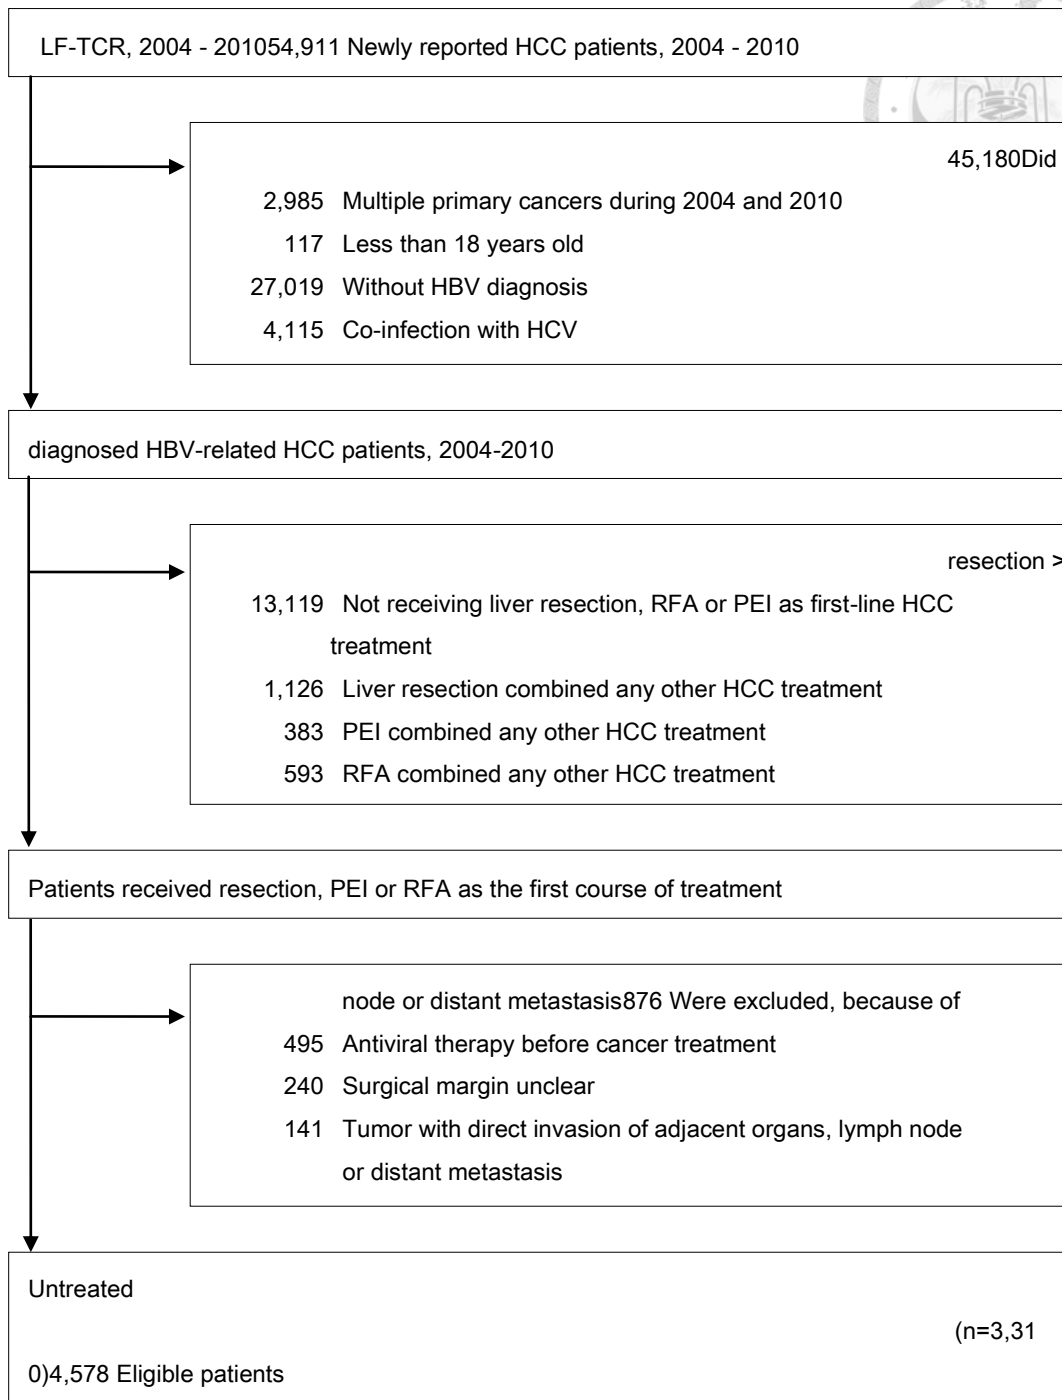 LF-TCR, 2004 - 201054,911 Newly reported HCC patients, 2004 - 2010
45,180Did
2,985 Multiple primary cancers during 2004 and 2010
117 Less than 18 years old
27,019 Without HBV diagnosis
4,115 Co-infection with HCV
diagnosed HBV-related HCC patients, 2004-2010
resection >
13,119 Not receiving liver resection, RFA or PEI as first-line HCC
treatment
1,126 Liver resection combined any other HCC treatment
383 PEI combined any other HCC treatment
593 RFA combined any other HCC treatment
Patients received resection, PEI or RFA as the first course of treatment
node or distant metastasis876 Were excluded, because of
495 Antiviral therapy before cancer treatment
240 Surgical margin unclear
141 Tumor with direct invasion of adjacent organs, lymph node
or distant metastasis
Untreated
(n=3,31
0)4,578 Eligible patients